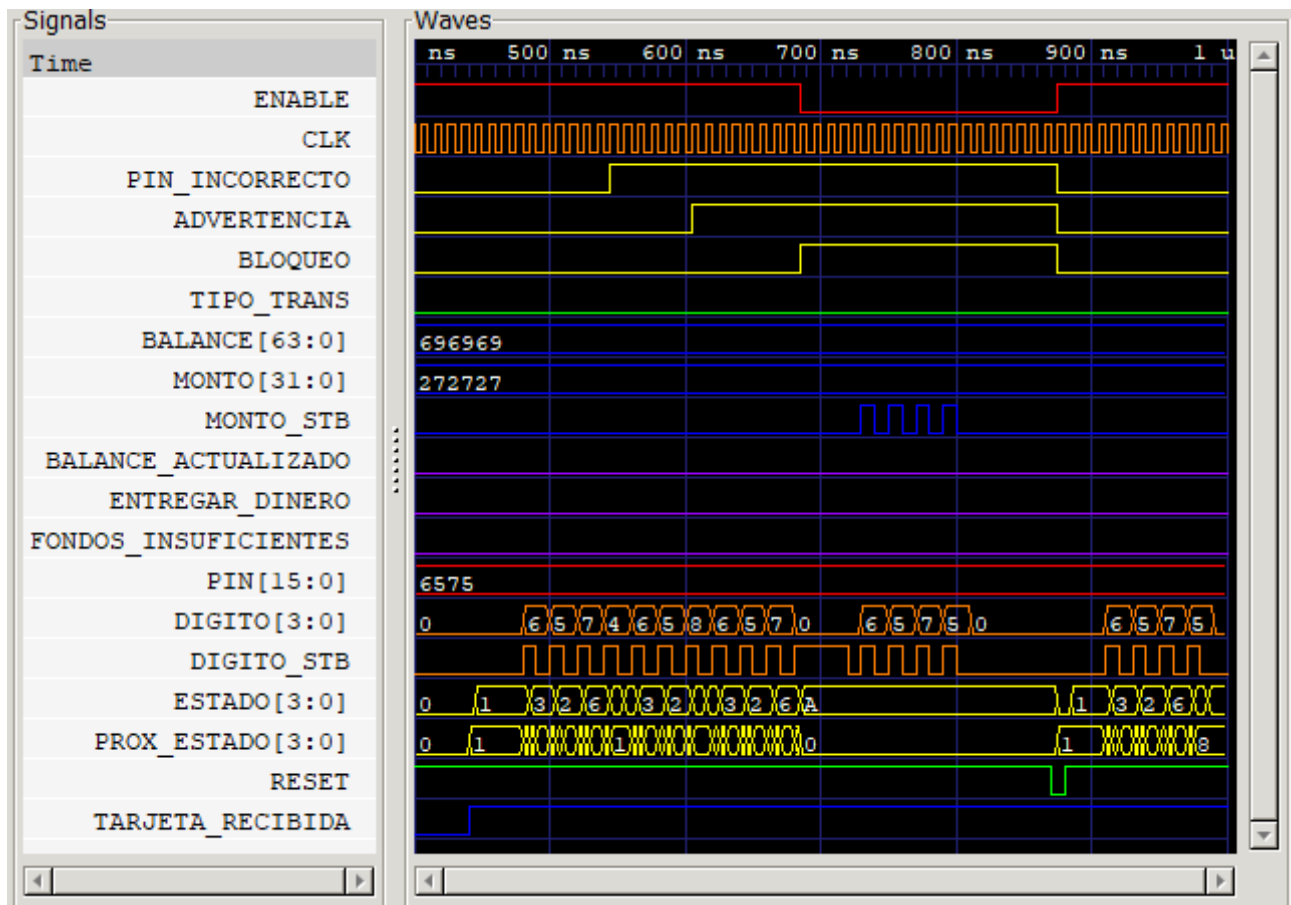 Signals
Waves
Time
ns 500 ns 600 ns 700 ns 800 ns 900 ns 1 u
ENABLE
CLK
PIN_INCORRECTO
ADVERTENCIA
BLOQUEO
TIPO_TRANS
BALANCE[63:0] 696969
MONTO[31:0] 272727
MONTO_STB
BALANCE_ACTUALIZADO
ENTREGAR_DINERO
FONDOS_INSUFICIENTES
PIN[15:0] 6575
DIGITO[3:0] 0 6 5 7 4 6 5 8 6 5 7 0 6 5 7 5 0 6 5 7 5
DIGITO_STB
ESTADO[3:0] 0 1 3 2 6 3 2 3 2 6 A 1 3 2 6
PROX_ESTADO[3:0] 0 1 1 0 1 8
RESET
TARJETA_RECIBIDA